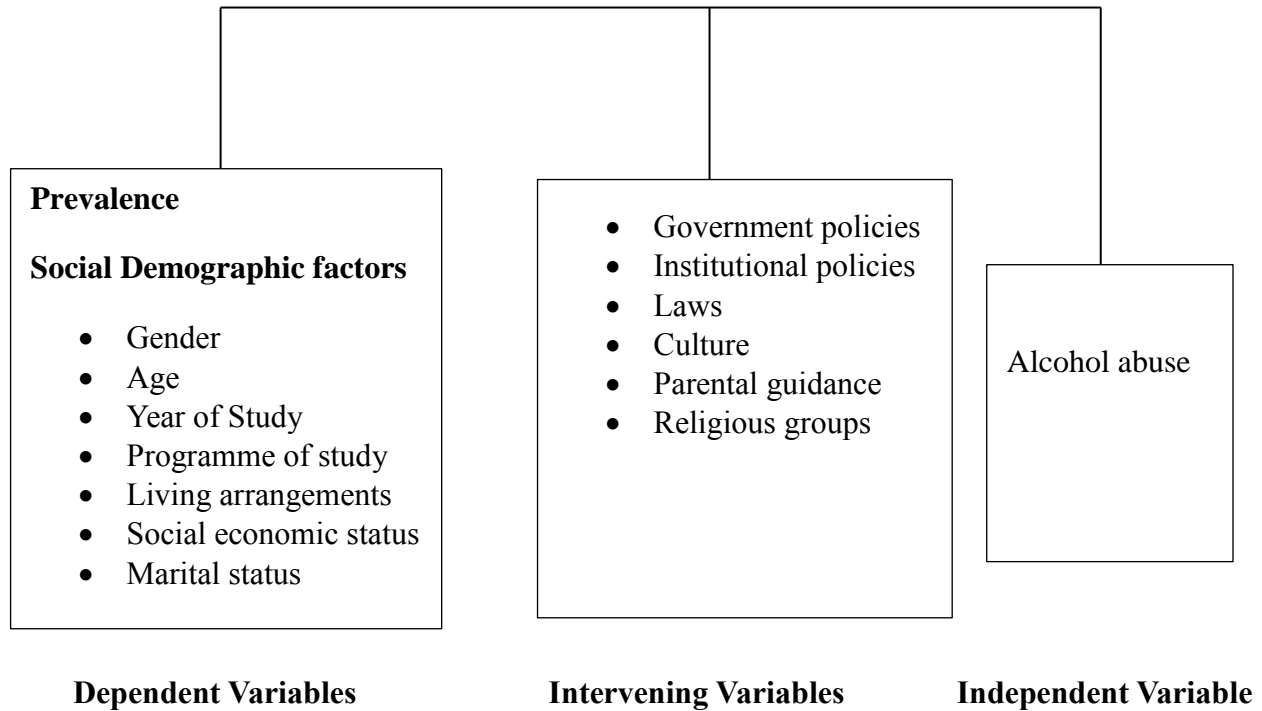 Prevalence
Social Demographic factors
• Gender
• Age
• Year of Study
• Programme of study
• Living arrangements
• Social economic status
• Marital status
• Government policies
• Institutional policies
• Laws
• Culture
• Parental guidance
• Religious groups
Alcohol abuse
Dependent Variables
Intervening Variables
Independent Variable